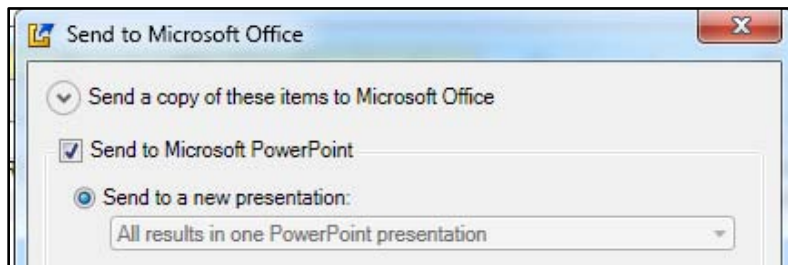 Send to Microsoft Office
Send a copy of these items to Microsoft Office
Send to Microsoft PowerPoint
Send to a new presentation:
All results in one PowerPoint presentation